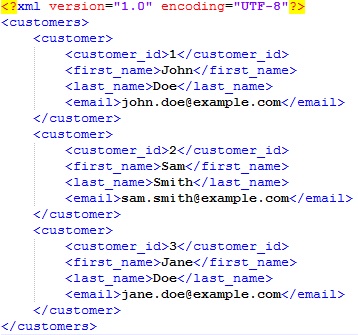 <?xml version="1.0" encoding="UTF-8"?>
<customers>
    <customer>
        <customer_id>1</customer_id>
        <first_name>John</first_name>
        <last_name>Doe</last_name>
        <email>john.doe@example.com</email>
    </customer>
    <customer>
        <customer_id>2</customer_id>
        <first_name>Sam</first_name>
        <last_name>Smith</last_name>
        <email>sam.smith@example.com</email>
    </customer>
    <customer>
        <customer_id>3</customer_id>
        <first_name>Jane</first_name>
        <last_name>Doe</last_name>
        <email>jane.doe@example.com</email>
    </customer>
</customers>